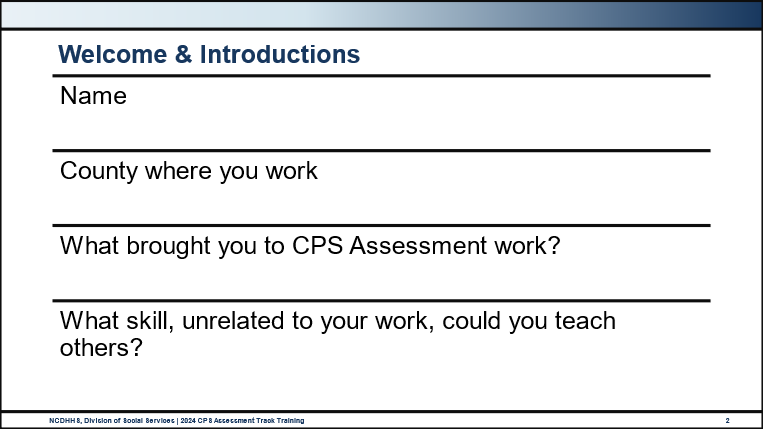 Welcome & Introductions
Name
County where you work
What brought you to CPS Assessment work?
What skill, unrelated to your work, could you teach
others?
NCDHHS, Division of Social Services | 2024 CPS Assessment Track Training
2